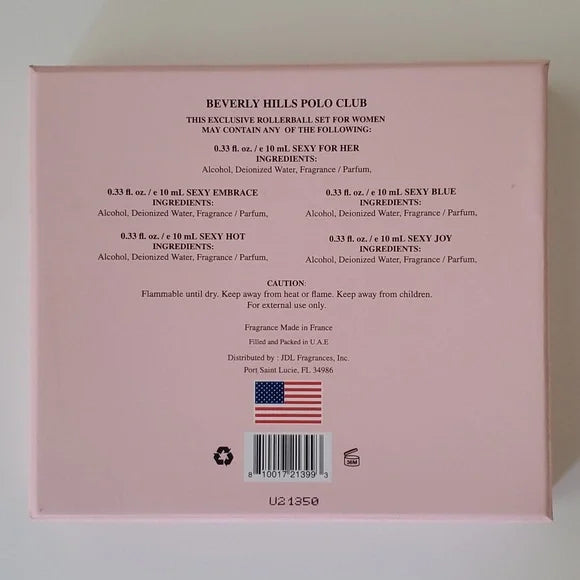 BEVERLY HILLS POLO CLUB
THIS EXCLUSIVE ROLLERBALL SET FOR WOMEN
MAY CONTAIN ANY OF THE FOLLOWING:
0.33 fl. oz. / e 10 mL SEXY FOR HER
INGREDIENTS:
Alcohol, Deionized Water, Fragrance / Parfum,
0.33 fl. oz. / e 10 mL SEXY EMBRACE
INGREDIENTS:
Alcohol, Deionized Water, Fragrance / Parfum,
0.33 fl. oz. / e 10 mL SEXY BLUE
INGREDIENTS:
Alcohol, Deionized Water, Fragrance / Parfum,
0.33 fl. oz. / e 10 mL SEXY HOT
INGREDIENTS:
Alcohol, Deionized Water, Fragrance / Parfum,
0.33 fl. oz. / e 10 mL SEXY JOY
INGREDIENTS:
Alcohol, Deionized Water, Fragrance / Parfum,
CAUTION:
Flammable until dry. Keep away from heat or flame. Keep away from children.
For external use only.
Fragrance Made in France
Filled and Packed in U.A.E
Distributed by : JDL Fragrances, Inc.
Port Saint Lucie, FL 34986
8 10017 21399 3
36M
U21350